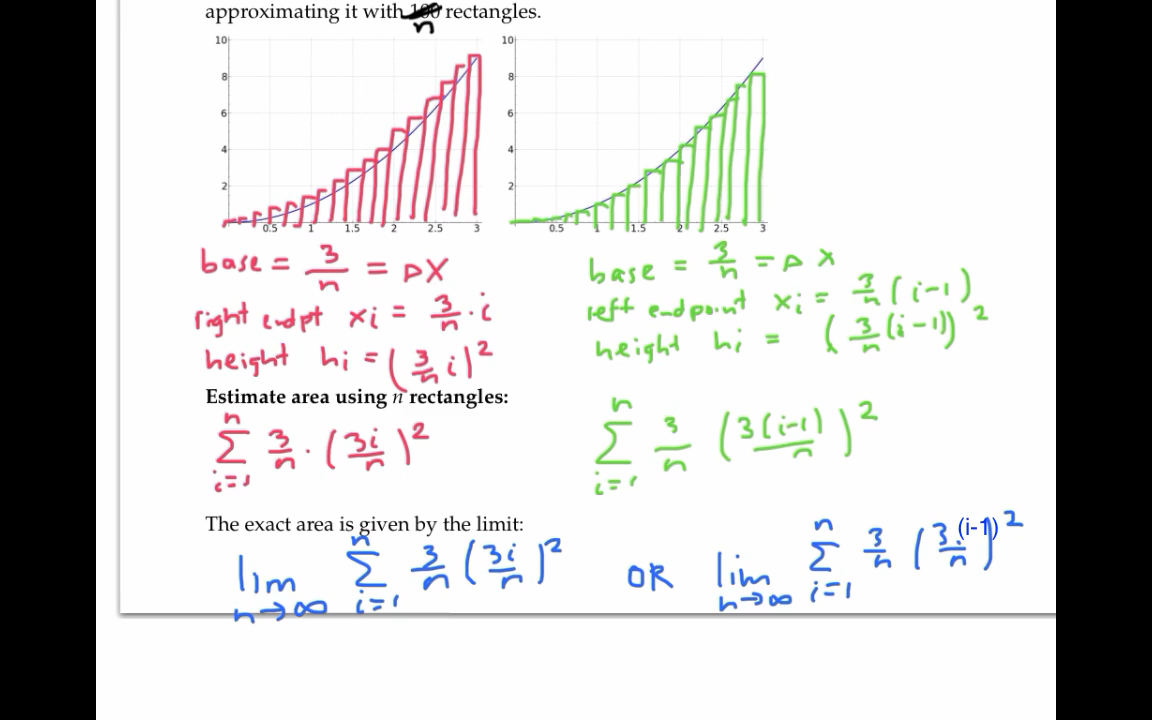 approximating it with 100 rectangles.
n
10
8
6
4
2
0.5 1 1.5 2 2.5 3
10
8
6
4
2
0.5 1 1.5 2 2.5 3
base = 3/n = ΔX
right endpt xi = 3/n · i
height hi = (3/n i)²
base = 3/n = Δx
left endpoint xi = 3/n (i-1)
height hi = (3/n (i-1))²
Estimate area using n rectangles:
n Σ i=1 3/n · (3i/n)²
n Σ i=1 3/n (3(i-1)/n)²
The exact area is given by the limit:
lim n→∞ n Σ i=1 3/n (3i/n)² OR lim n→∞ n Σ i=1 3/n (3(i-1)/n)²